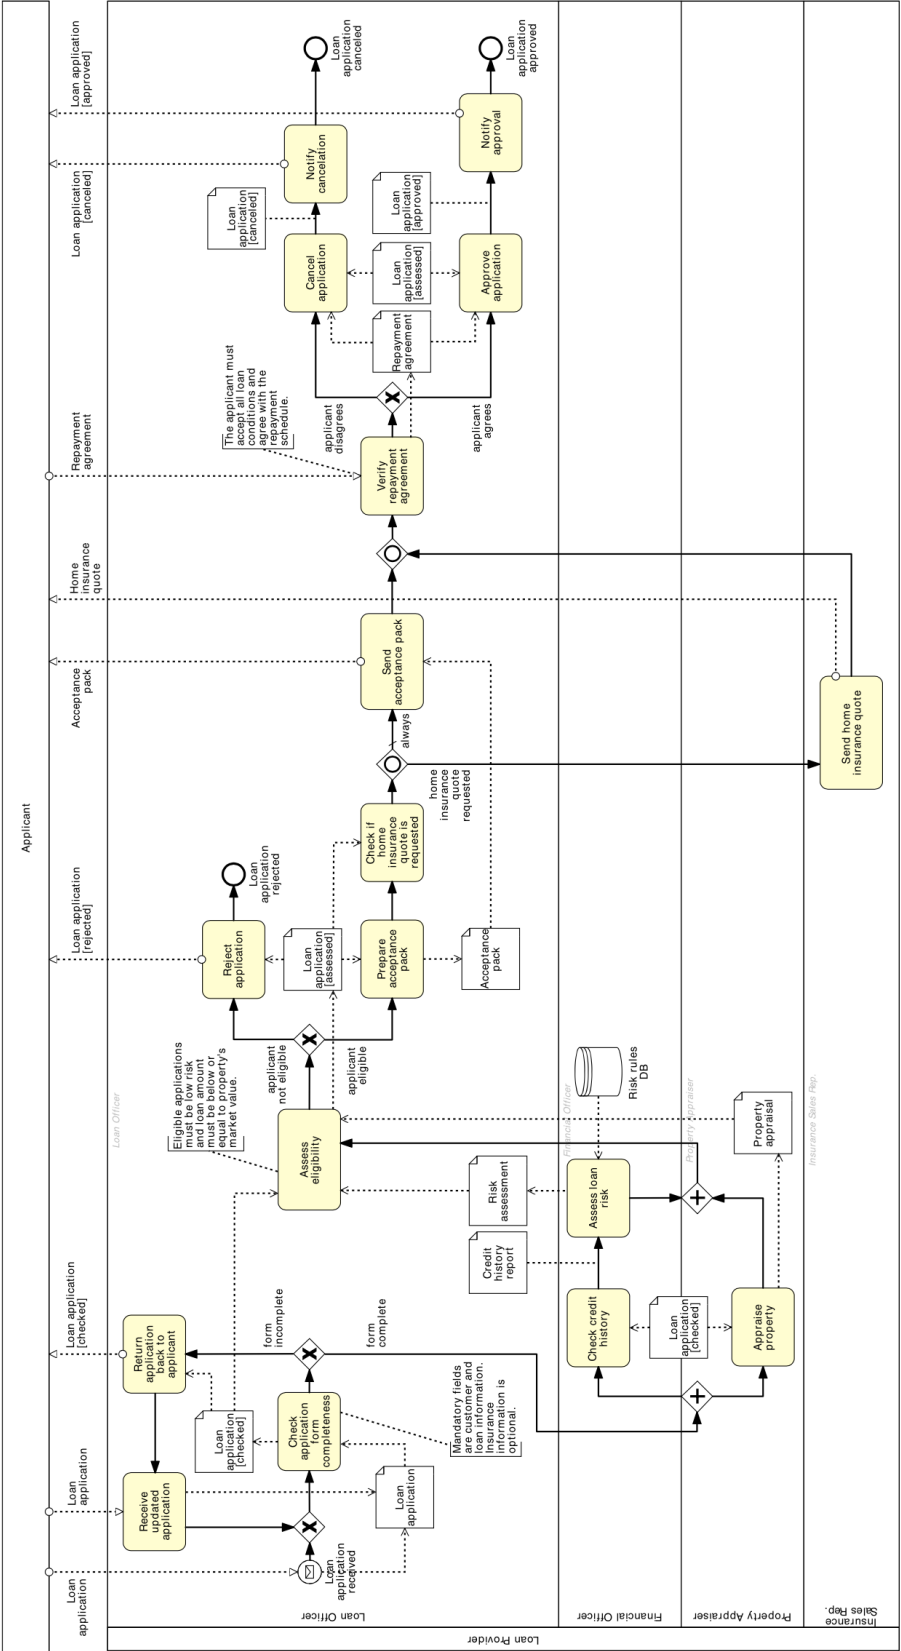 Applicant
Loan
application
Loan
application
Loan application
[checked]
Loan application
[rejected]
Acceptance
pack
Home
insurance
quote
Repayment
agreement
Loan application
[canceled]
Loan application
[approved]
Loan Provider
Loan Officer
Loan Officer
Loan
application
received
Receive
updated
application
Return
application
back to
applicant
Loan
application
[checked]
Loan
application
Check
application
form
completeness
Mandatory fields
are customer and
loan information.
Insurance
information is
optional.
form
incomplete
form
complete
Eligible applications
must be low risk
and loan amount
must be below or
equal to property's
market value.
Assess
eligibility
applicant
not eligible
applicant
eligible
Reject
application
Loan
application
rejected
Loan
application
[assessed]
Prepare
acceptance
pack
Acceptance
pack
Check if
home
insurance
quote is
requested
always
home
insurance
quote
requested
Send
acceptance pack
Verify
repayment
agreement
The applicant must
accept all loan
conditions and
agree with the
repayment
schedule.
applicant
disagrees
applicant
agrees
Repayment
agreement
Cancel
application
Loan
application
[assessed]
Approve
application
Loan
application
[canceled]
Loan
application
[approved]
Notify
cancelation
Notify
approval
Loan
application
canceled
Loan
application
approved
Financial Officer
Financial Officer
Check credit
history
Credit
history
report
Assess loan
risk
Risk
assessment
Risk rules
DB
Property Appraiser
Property Appraiser
Loan
application
[checked]
Appraise
property
Property
appraisal
Insurance
Sales Rep.
Insurance Sales Rep.
Send home
insurance quote